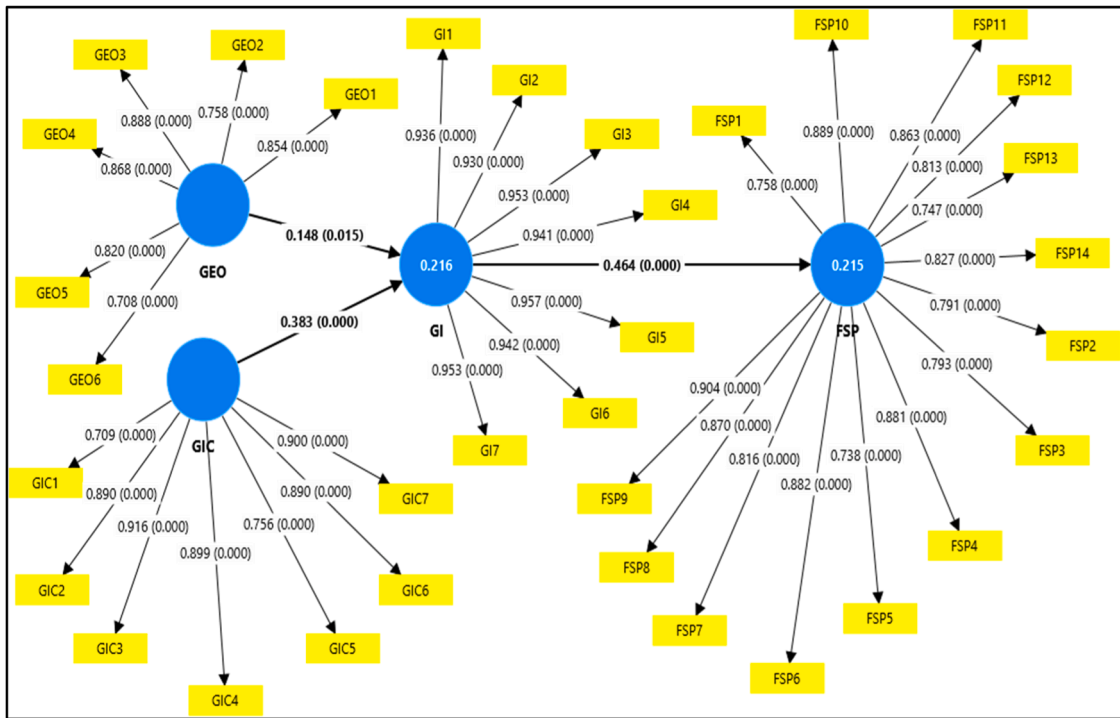 FSP10
FSP11
GI1
GEO2
GEO3
GI2
FSP12
GEO1
0.758 (0.000)
0.888 (0.000)
FSP1
0.889 (0.000)
0.863 (0.000)
GEO4
0.854 (0.000)
0.936 (0.000)
GI3
0.813 (0.000)
FSP13
0.930 (0.000)
0.868 (0.000)
0.758 (0.000)
0.747 (0.000)
0.953 (0.000)
GI4
0.148 (0.015)
0.941 (0.000)
0.820 (0.000)
FSP14
0.827 (0.000)
GEO
0.216
0.464 (0.000)
0.215
GEO5
0.708 (0.000)
0.791 (0.000)
0.957 (0.000)
0.383 (0.000)
GI
GI5
FSP
FSP2
0.942 (0.000)
0.953 (0.000)
0.793 (0.000)
GEO6
0.904 (0.000)
GI6
0.881 (0.000)
0.870 (0.000)
0.709 (0.000)
GIC
0.900 (0.000)
GI7
0.816 (0.000)
0.738 (0.000)
FSP3
GIC1
0.890 (0.000)
0.890 (0.000)
0.882 (0.000)
GIC7
FSP9
0.916 (0.000)
0.756 (0.000)
0.899 (0.000)
FSP4
FSP8
GIC2
GIC6
FSP5
FSP7
GIC3
GIC5
FSP6
GIC4